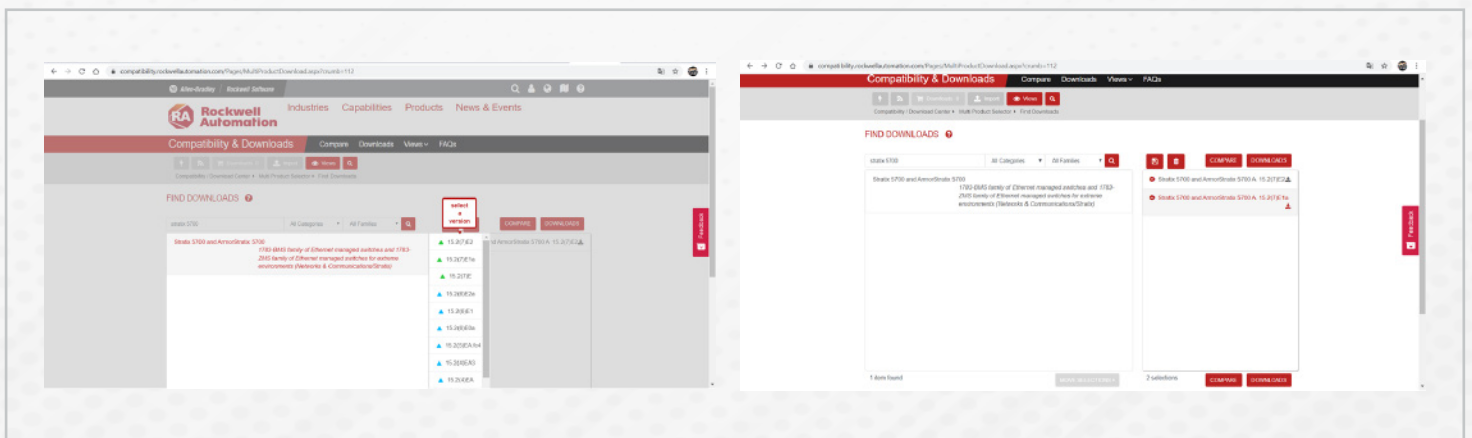 compatibility.rockwellautomation.com/Pages/MultiProductDownload.aspx?crumb=112
Allen-Bradley Rockwell Software
Rockwell
Automation
Industries Capabilities Products News & Events
Compatibility & Downloads Compare Downloads Views FAQs
Downloads Import Views
Compatibility / Download Center Multi Product Selector Find Downloads
FIND DOWNLOADS
select
a
version
stratix 5700 All Categories All Families COMPARE DOWNLOADS
Stratix 5700 and ArmorStratix 5700
1783-BMS family of Ethernet managed switches and 1783-
ZMS family of Ethernet managed switches for extreme
environments (Networks & Communications/Stratix)
15.2(7)E2
15.2(7)E1a
15.2(7)E
15.2(6)E2a
15.2(6)E1
15.2(6)E0a
15.2(5)EA.fc4
15.2(4)EA3
Feedback
compatibility.rockwellautomation.com/Pages/MultiProductDownload.aspx?crumb=112
Compatibility & Downloads Compare Downloads Views FAQs
Downloads Import Views
Compatibility / Download Center Multi Product Selector Find Downloads
FIND DOWNLOADS
stratix 5700 All Categories All Families COMPARE DOWNLOADS
Stratix 5700 and ArmorStratix 5700
1783-BMS family of Ethernet managed switches and 1783-
ZMS family of Ethernet managed switches for extreme
environments (Networks & Communications/Stratix)
Stratix 5700 and ArmorStratix 5700 A 15.2(7)E2
Stratix 5700 and ArmorStratix 5700 A 15.2(7)E1a
Feedback
1 item found MORE SELECTIONS 2 selections COMPARE DOWNLOADS